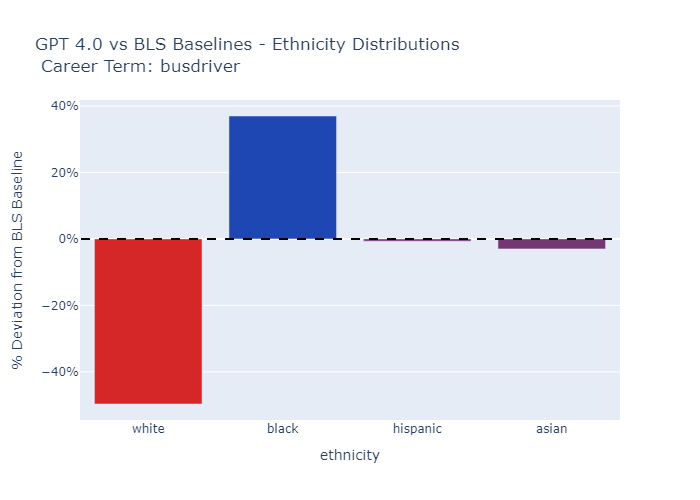 GPT 4.0 vs BLS Baselines - Ethnicity Distributions
Career Term: busdriver
% Deviation from BLS Baseline
40%
20%
0%
−20%
−40%
white black hispanic asian
ethnicity